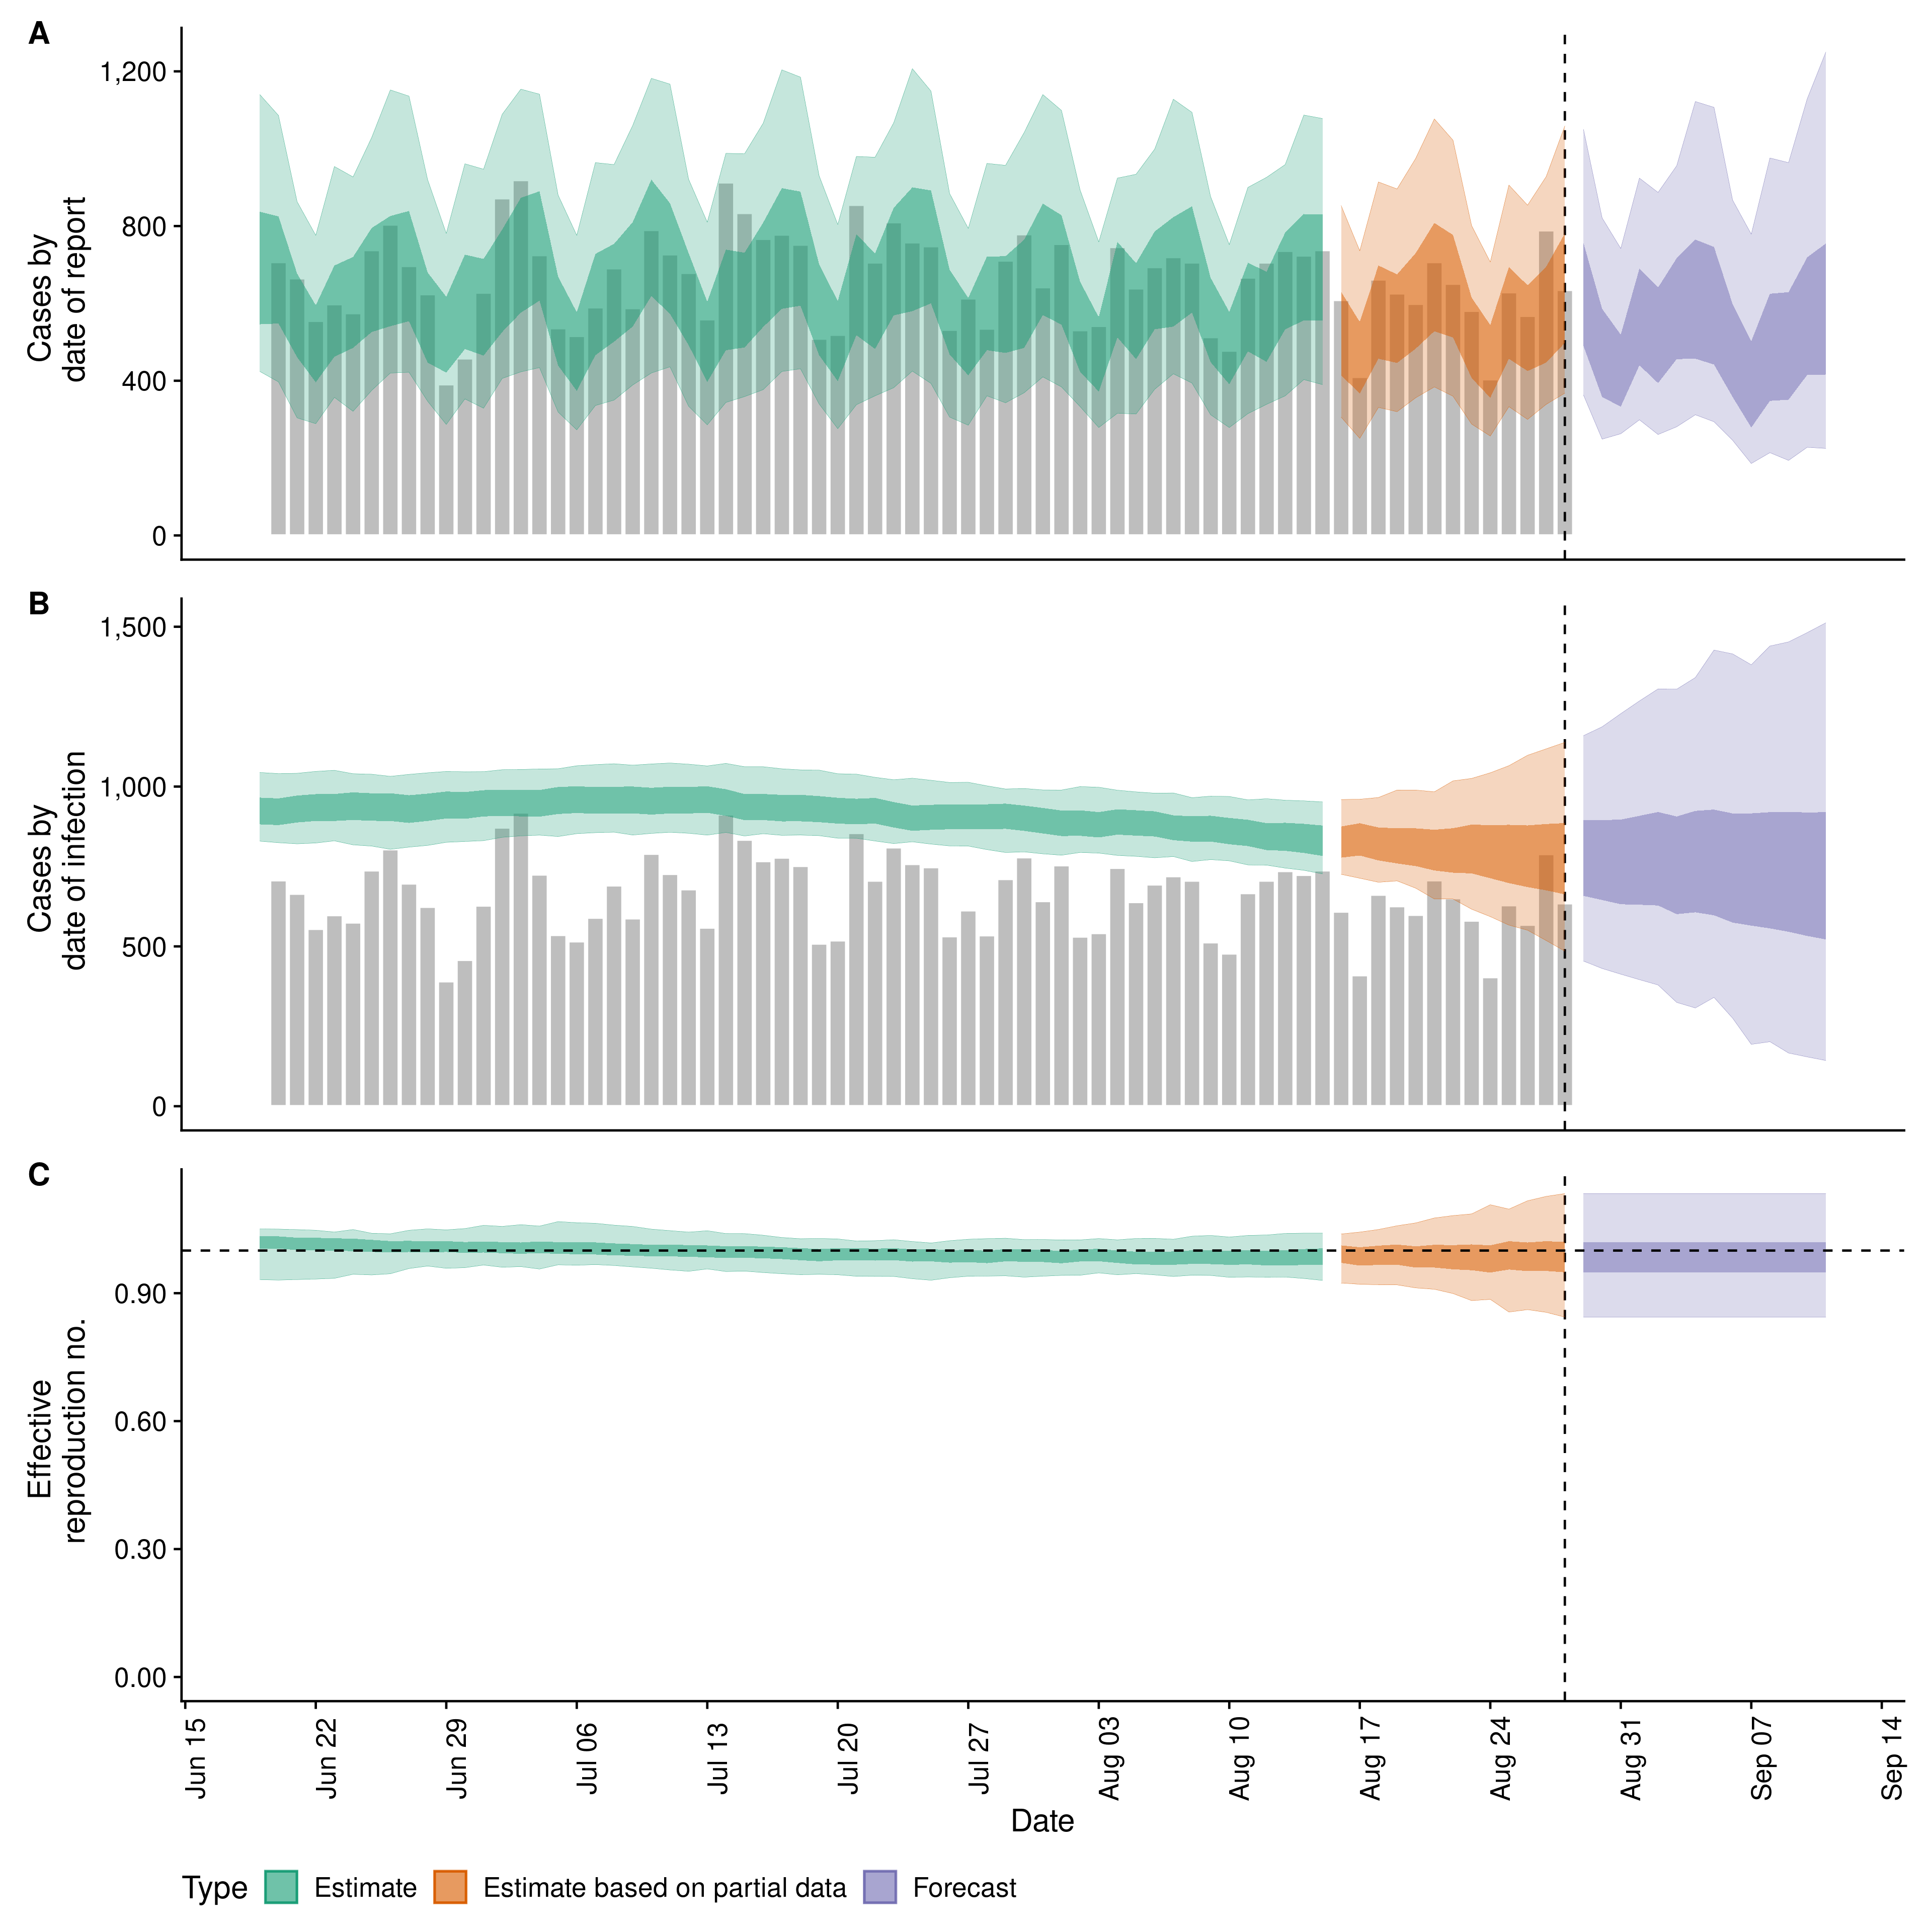 A
Cases by
date of report
1,200
800
400
0
B
Cases by
date of infection
1,500
1,000
500
0
C
Effective
reproduction no.
0.90
0.60
0.30
0.00
Jun 15
Jun 22
Jun 29
Jul 06
Jul 13
Jul 20
Jul 27
Aug 03
Aug 10
Aug 17
Aug 24
Aug 31
Sep 07
Sep 14
Date
Type Estimate Estimate based on partial data Forecast